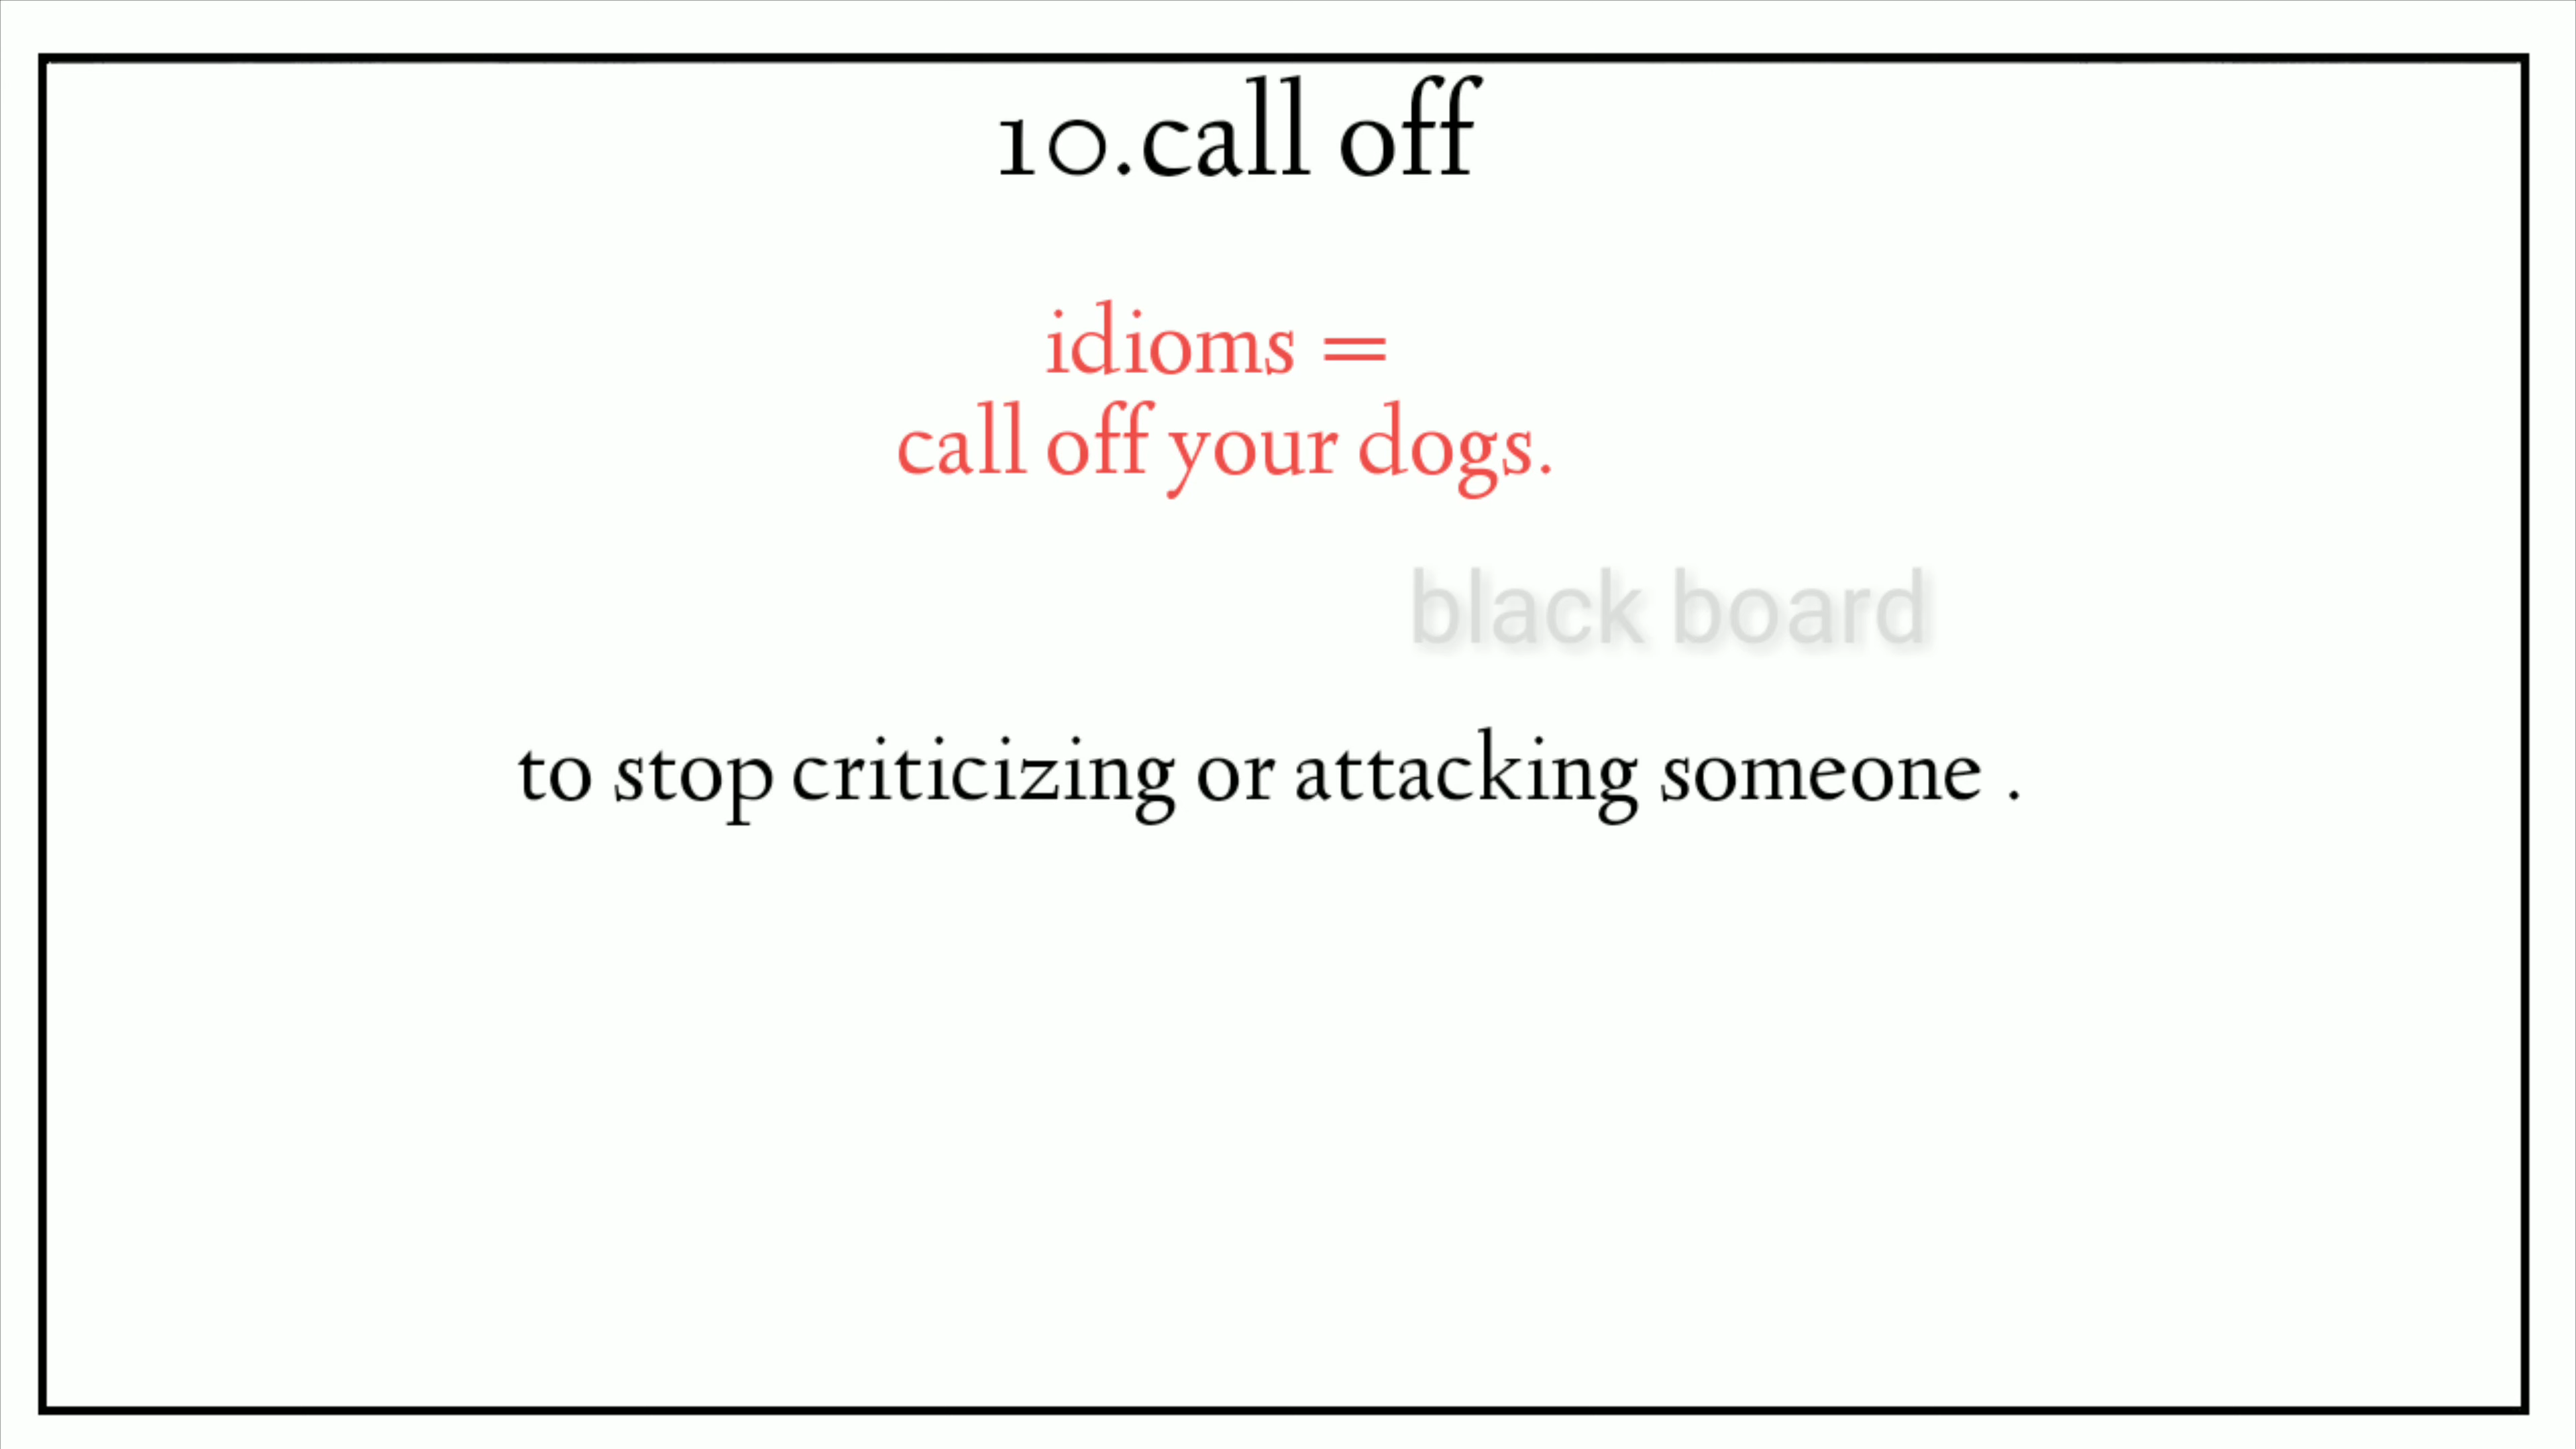 10.call off
idioms =
call off your dogs.
black board
to stop criticizing or attacking someone .